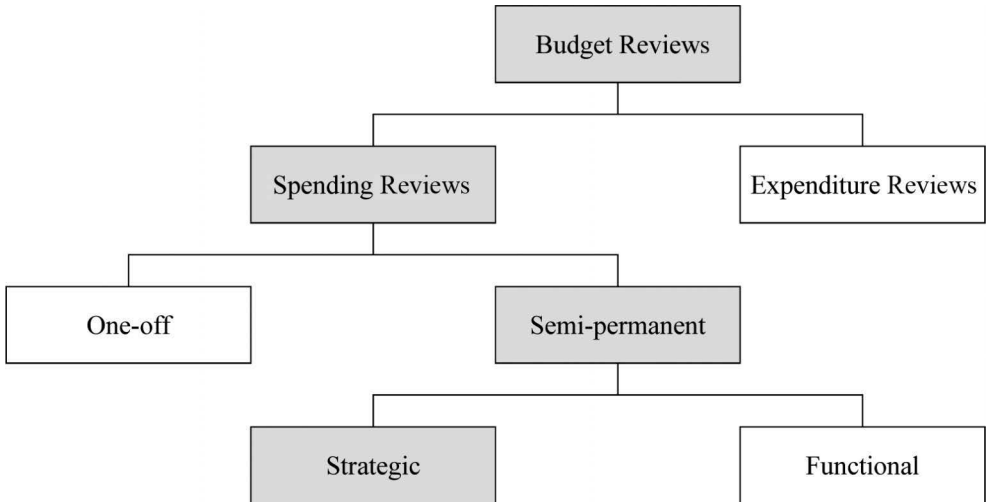 Budget Reviews
Spending Reviews
Expenditure Reviews
One-off
Semi-permanent
Strategic
Functional